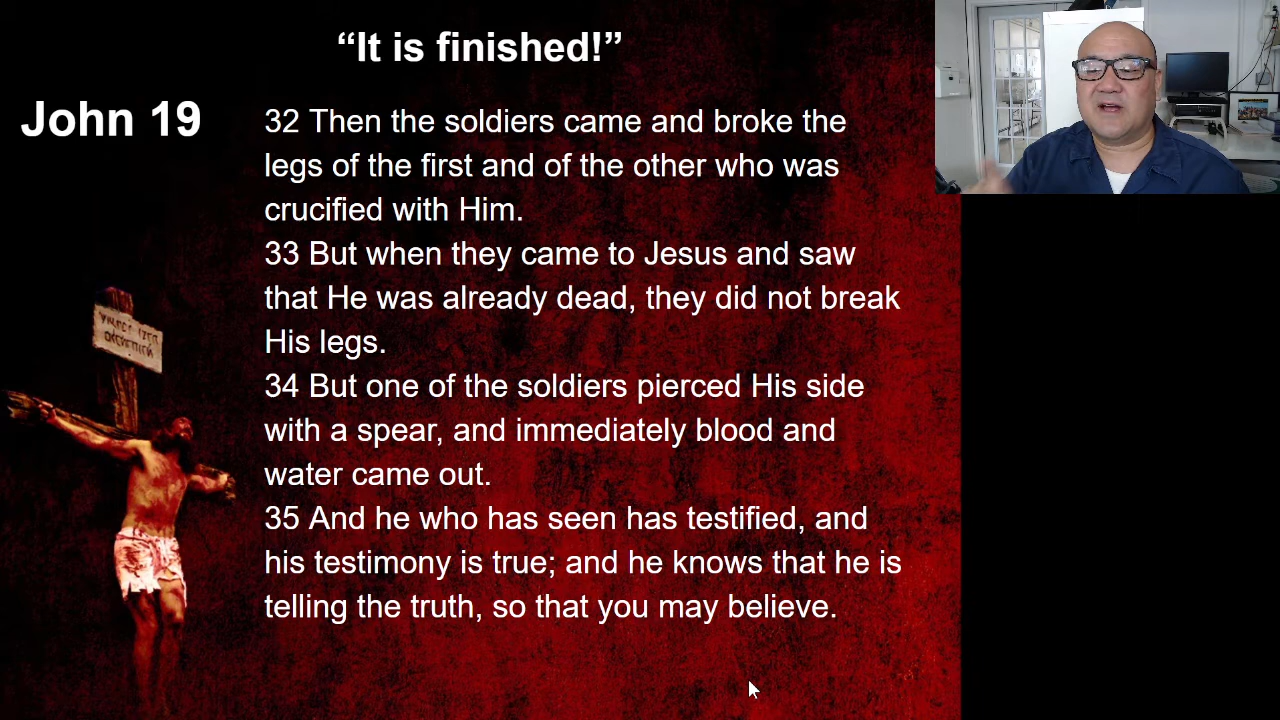 “It is finished!”
John 19
32 Then the soldiers came and broke the
legs of the first and of the other who was
crucified with Him.
33 But when they came to Jesus and saw
that He was already dead, they did not break
His legs.
34 But one of the soldiers pierced His side
with a spear, and immediately blood and
water came out.
35 And he who has seen has testified, and
his testimony is true; and he knows that he is
telling the truth, so that you may believe.